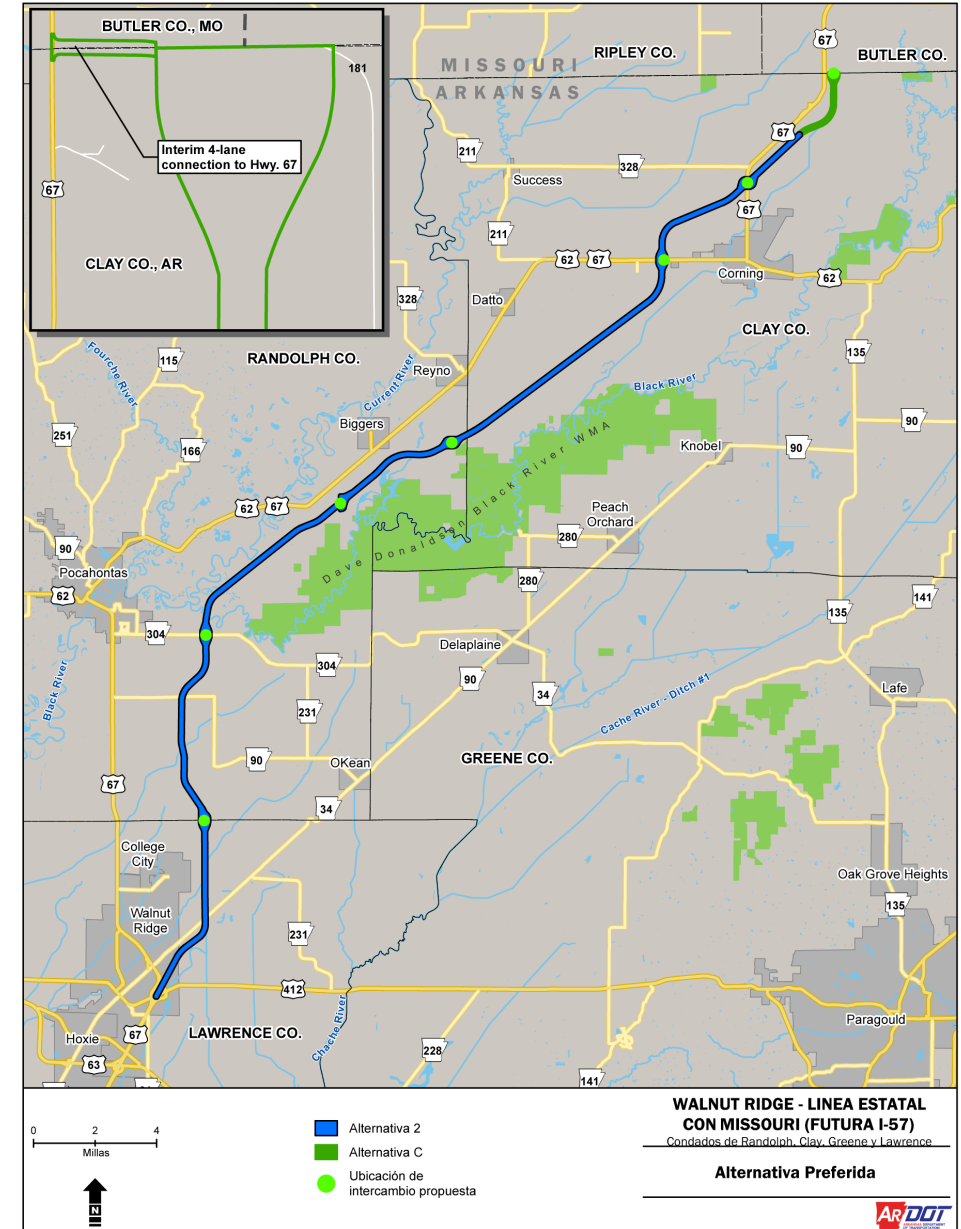 BUTLER CO., MO
181
Interim 4-lane
connection to Hwy. 67
67
CLAY CO., AR
RIPLEY CO.
67
BUTLER CO.
MISSOURI
ARKANSAS
67
211
328
Success
67
211
62
67
Corning
62
Datto
328
CLAY CO.
RANDOLPH CO.
Fourche River
115
135
Reyno
Current River
Black River
Biggers
251
166
90
Knobel
90
62
67
Dave Donaldson Black River WMA
Peach
Orchard
280
90
Pocahontas
280
62
141
135
304
Delaplaine
304
90
Lafe
34
Black River
231
Cache River - Ditch #1
90
OKean
GREENE CO.
67
34
College
City
Oak Grove Heights
135
Walnut
Ridge
231
412
Paragould
LAWRENCE CO.
Chache River
Hoxie
67
63
228
141
0 2 4
Millas
N
Alternativa 2
Alternativa C
Ubicación de
intercambio propuesta
WALNUT RIDGE - LINEA ESTATAL
CON MISSOURI (FUTURA I-57)
Condados de Randolph, Clay, Greene y Lawrence
Alternativa Preferida
ARDOT
ARKANSAS DEPARTMENT
OF TRANSPORTATION